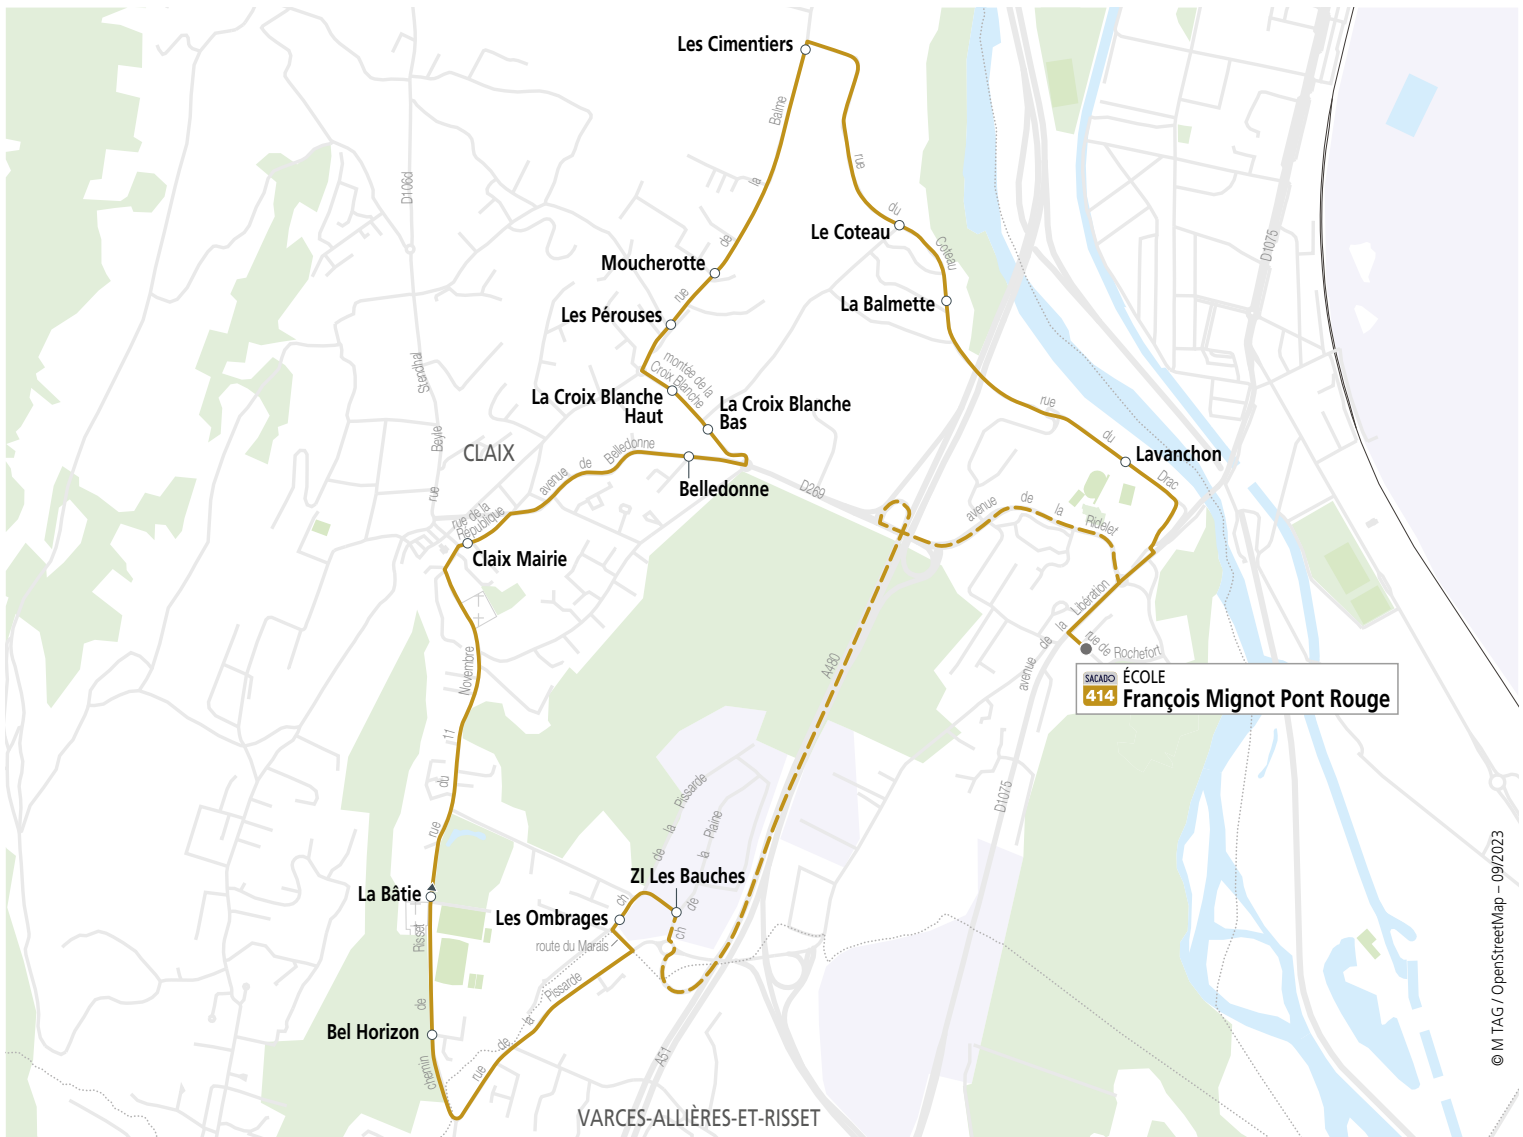 Les Cimentiers
rue de la Balme
D106d
rue du Coteau
Le Coteau
D1075
Moucherotte
La Balmette
Les Pérouses
rue Beyle Stendhal
montée de la
Croix Blanche
La Croix Blanche
Haut
La Croix Blanche
Bas
rue du Drac
CLAIX
avenue de Belledonne
Belledonne
Lavanchon
D269
avenue de la Ridelet
rue de la
République
Claix Mairie
avenue de la Libération
rue de Rochefort
SACADO
414
ÉCOLE
François Mignot Pont Rouge
A480
rue du 11 Novembre
ch de la Pissarde
ch de la Plaine
D1075
ZI Les Bauches
La Bâtie
Les Ombrages
route du Marais
chemin de Risset
rue de la Pissarde
Bel Horizon
A51
VARCES-ALLIÈRES-ET-RISSET
© M TAG / OpenStreetMap – 09/2023